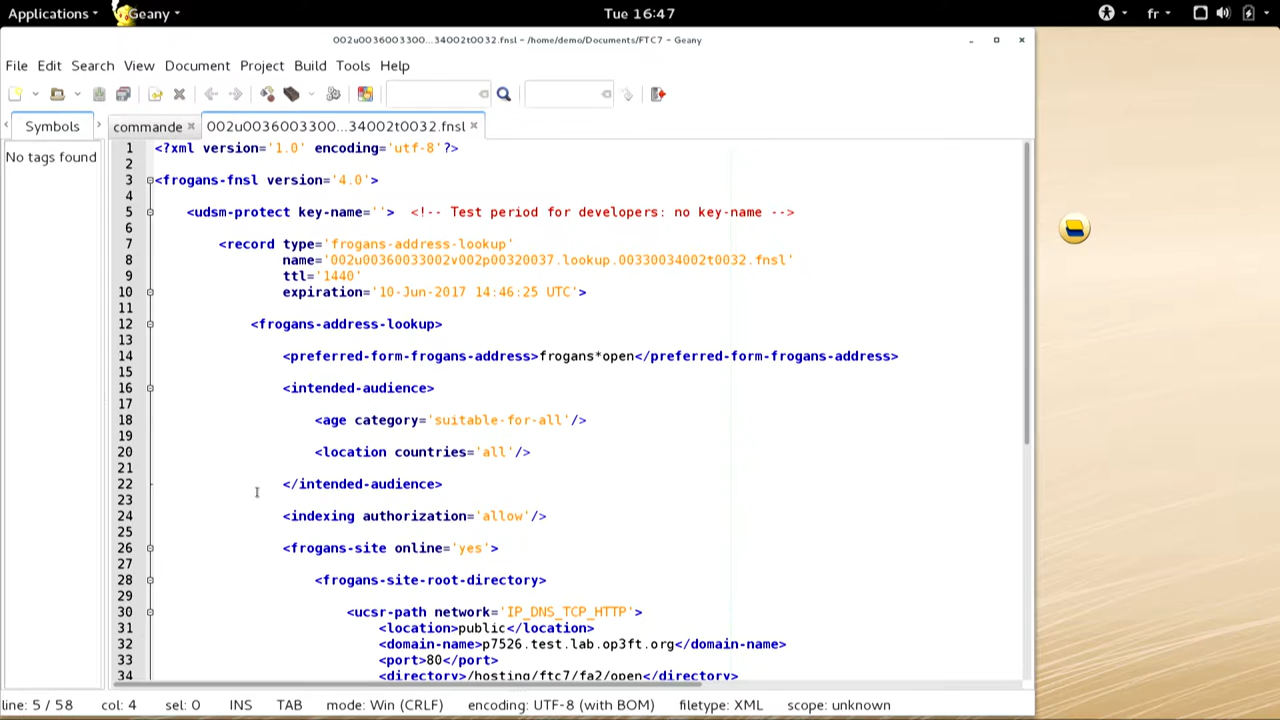 Applications Geany Tue 16:47 fr
002u0036003300...34002t0032.fnsl - /home/demo/Documents/FTC7 - Geany
File Edit Search View Document Project Build Tools Help
Symbols commande 002u0036003300...34002t0032.fnsl
No tags found
1 <?xml version='1.0' encoding='utf-8'?>
2
3 <frogans-fnsl version='4.0'>
4
5 <udsm-protect key-name=''> <!-- Test period for developers: no key-name -->
6
7 <record type='frogans-address-lookup'
8 name='002u00360033002v002p00320037.lookup.00330034002t0032.fnsl'
9 ttl='1440'
10 expiration='10-Jun-2017 14:46:25 UTC'>
11
12 <frogans-address-lookup>
13
14 <preferred-form-frogans-address>frogans*open</preferred-form-frogans-address>
15
16 <intended-audience>
17
18 <age category='suitable-for-all'/>
19
20 <location countries='all'/>
21
22 </intended-audience>
23
24 <indexing authorization='allow'/>
25
26 <frogans-site online='yes'>
27
28 <frogans-site-root-directory>
29
30 <ucsr-path network='IP_DNS_TCP_HTTP'>
31 <location>public</location>
32 <domain-name>p7526.test.lab.op3ft.org</domain-name>
33 <port>80</port>
34 <directory>/hosting/ftc7/fa2/open</directory>
line: 5 / 58 col: 4 sel: 0 INS TAB mode: Win (CRLF) encoding: UTF-8 (with BOM) filetype: XML scope: unknown